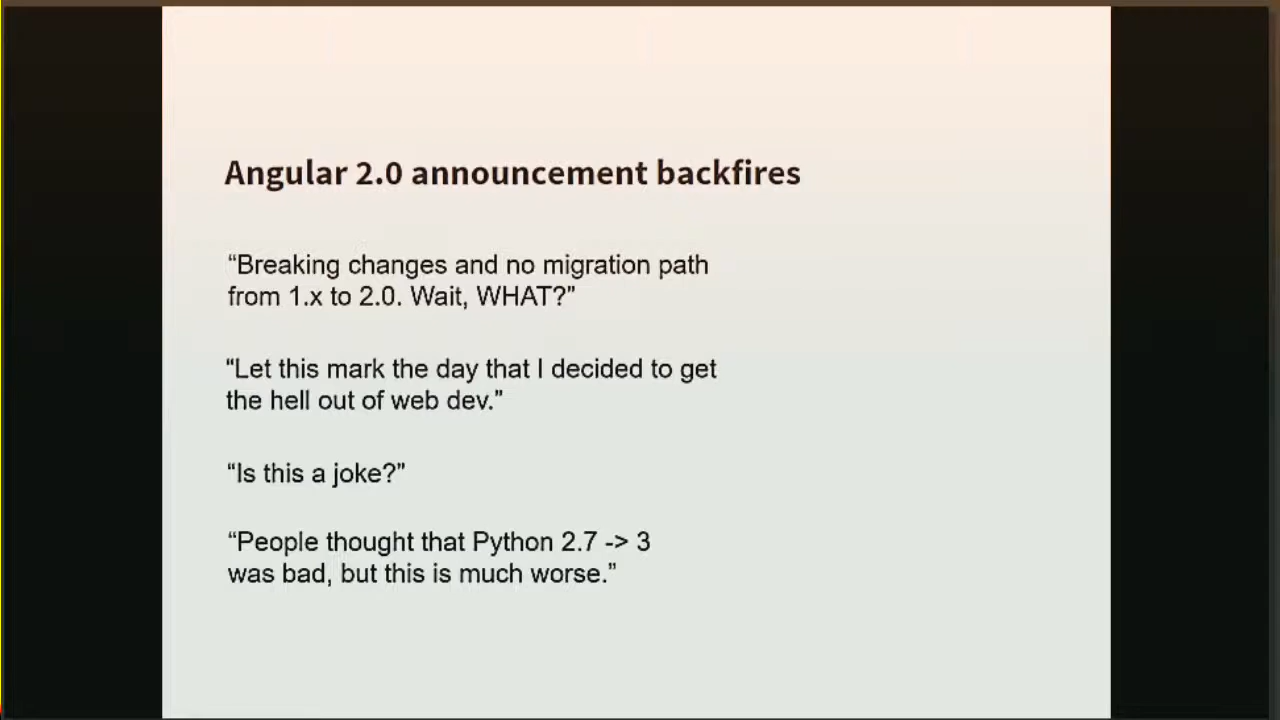 Angular 2.0 announcement backfires
“Breaking changes and no migration path
from 1.x to 2.0. Wait, WHAT?”
"Let this mark the day that I decided to get
the hell out of web dev.”
“Is this a joke?”
“People thought that Python 2.7 -> 3
was bad, but this is much worse.”